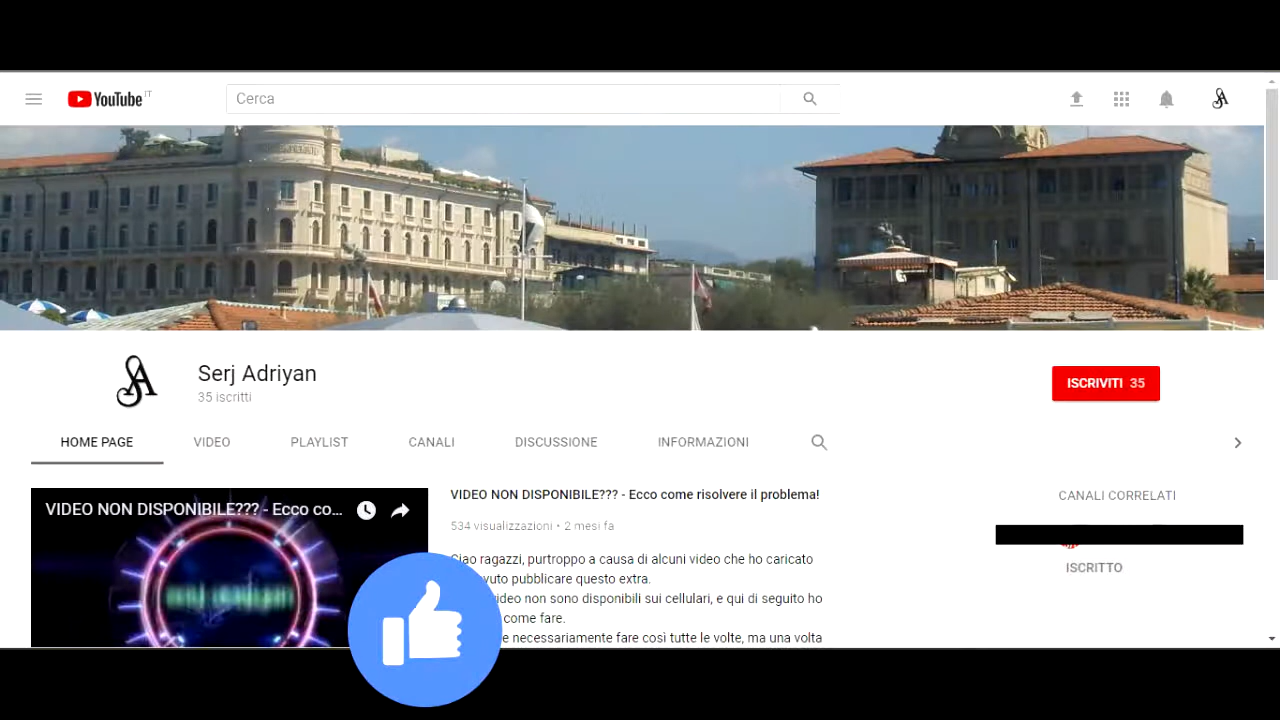 YouTube IT
Cerca
Serj Adriyan
35 iscritti
ISCRIVITI 35
HOME PAGE VIDEO PLAYLIST CANALI DISCUSSIONE INFORMAZIONI
VIDEO NON DISPONIBILE??? - Ecco co...
VIDEO NON DISPONIBILE??? - Ecco come risolvere il problema!
534 visualizzazioni • 2 mesi fa
Ciao ragazzi, purtroppo a causa di alcuni video che ho caricato
vuto pubblicare questo extra.
ideo non sono disponibili sui cellulari, e qui di seguito ho
come fare.
e necessariamente fare così tutte le volte, ma una volta
CANALI CORRELATI
ISCRITTO